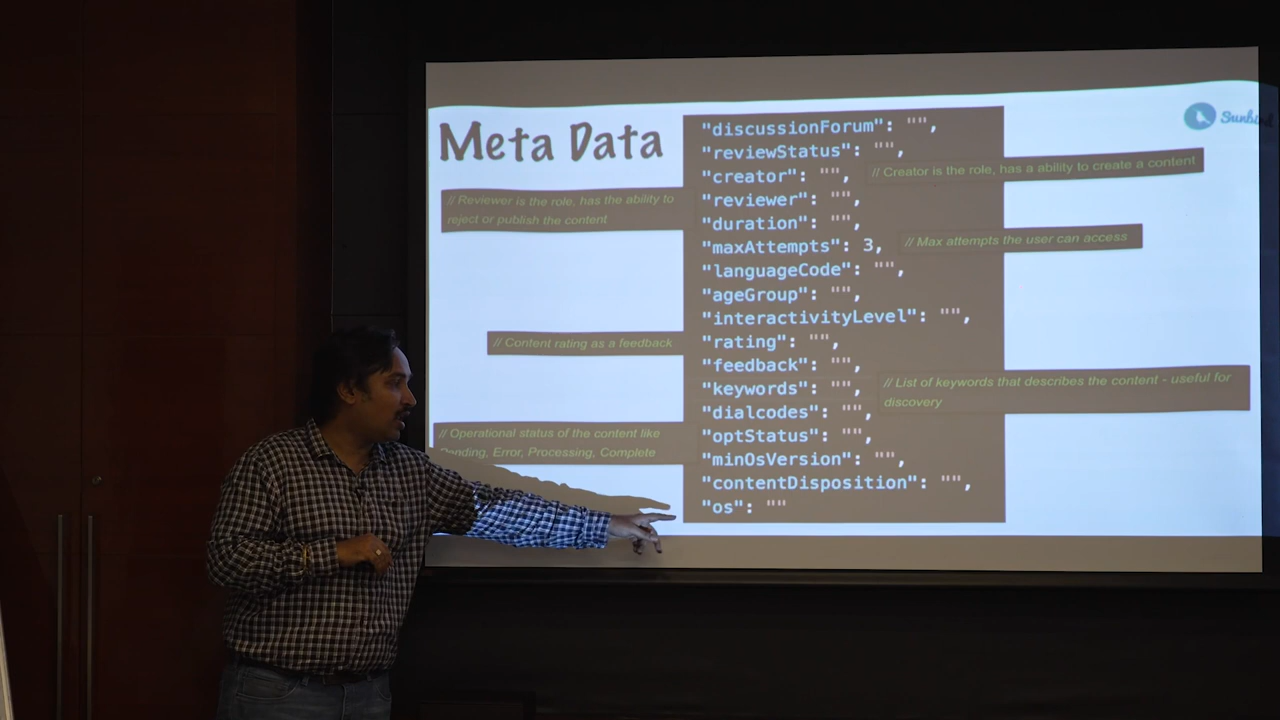 Meta Data
"discussionForum": "",
"reviewStatus": "",
"creator": "", // Creator is the role, has a ability to create a content
// Reviewer is the role, has the ability to
reject or publish the content
"reviewer": "",
"duration": "",
"maxAttempts": 3, // Max attempts the user can access
"languageCode": "",
"ageGroup": "",
"interactivityLevel": "",
// Content rating as a feedback
"rating": "",
"feedback": "",
"keywords": "", // List of keywords that describes the content - useful for
discovery
"dialcodes": "",
// Operational status of the content like
Pending, Error, Processing, Complete
"optStatus": "",
"minOsVersion": "",
"contentDisposition": "",
"os": ""